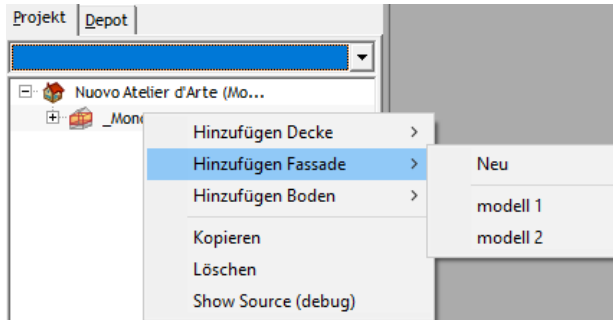 Projekt Depot
Nuovo Atelier d'Arte (Mo...
Hinzufügen Decke
Hinzufügen Fassade
Hinzufügen Boden
Kopieren
Löschen
Show Source (debug)
Neu
modell 1
modell 2